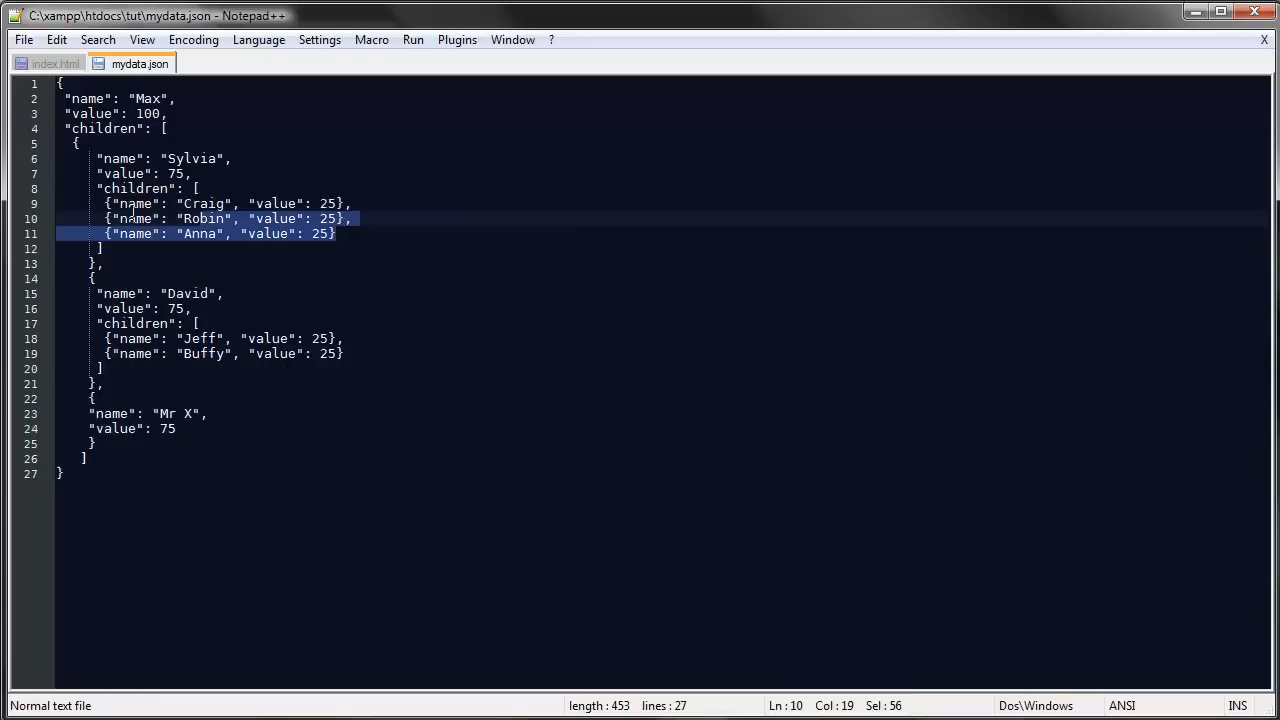 C:\xampp\htdocs\tut\mydata.json - Notepad++
File Edit Search View Encoding Language Settings Macro Run Plugins Window ? X
index.html mydata.json
1 {
2 "name": "Max",
3 "value": 100,
4 "children": [
5 {
6 "name": "Sylvia",
7 "value": 75,
8 "children": [
9 {"name": "Craig", "value": 25},
10 {"name": "Robin", "value": 25},
11 {"name": "Anna", "value": 25}
12 ]
13 },
14 {
15 "name": "David",
16 "value": 75,
17 "children": [
18 {"name": "Jeff", "value": 25},
19 {"name": "Buffy", "value": 25}
20 ]
21 },
22 {
23 "name": "Mr X",
24 "value": 75
25 }
26 ]
27 }
Normal text file length : 453 lines : 27 Ln : 10 Col : 19 Sel : 56 Dos\Windows ANSI INS